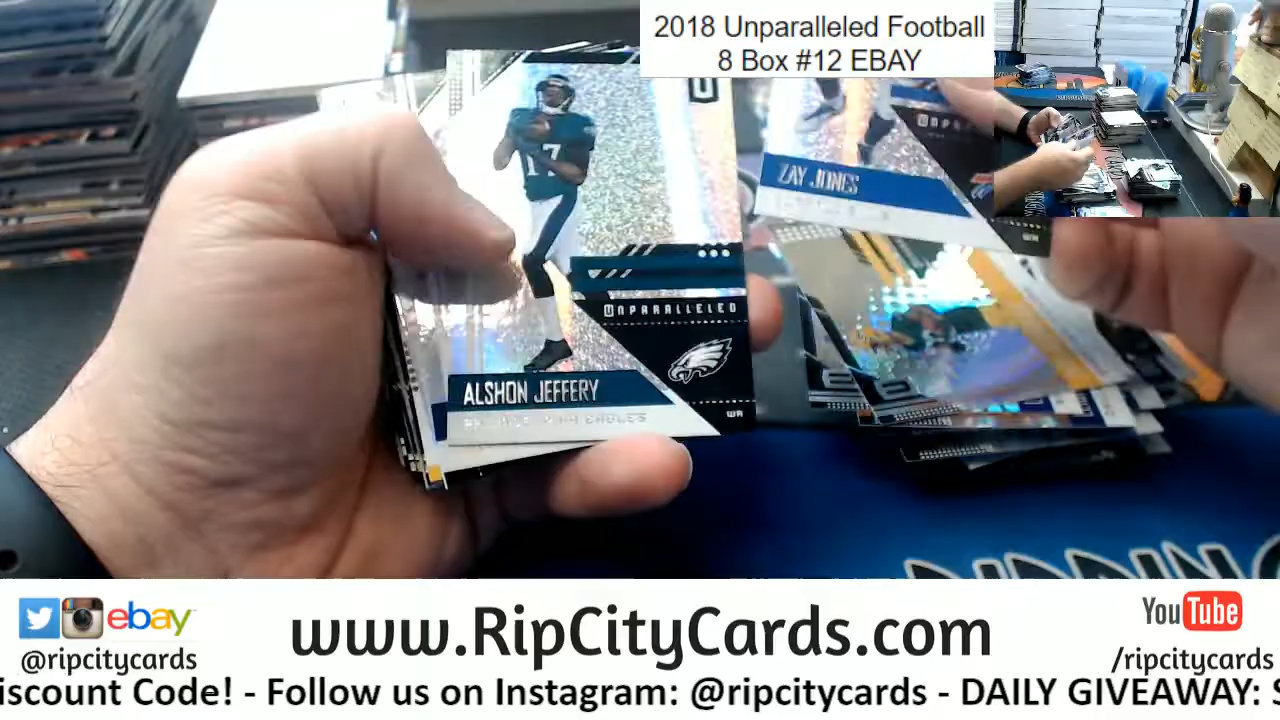 2018 Unparalleled Football
8 Box #12 EBAY
U
17
ZAY JONES
UNPARALLELED
ALSHON JEFFERY
WR
ebay
@ripcitycards
www.RipCityCards.com
YouTube
/ripcitycards
iscount Code! - Follow us on Instagram: @ripcitycards - DAILY GIVEAWAY: S